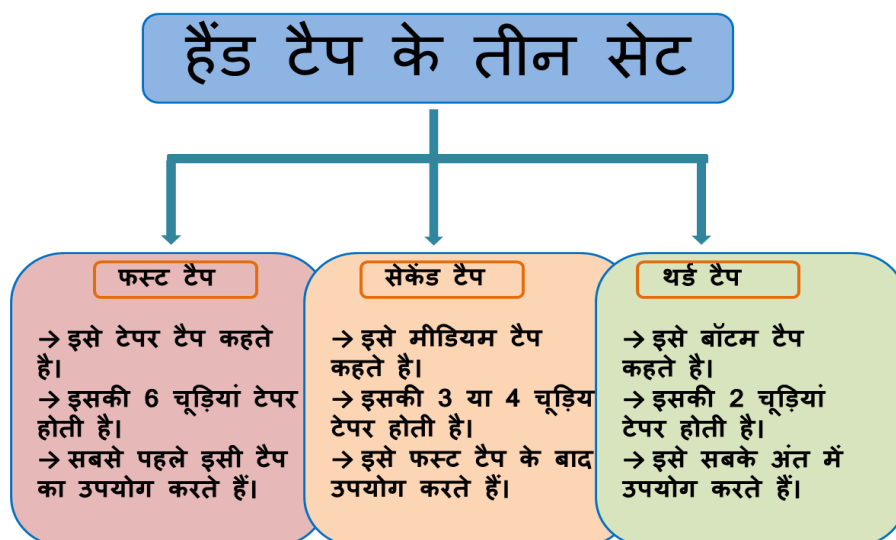 हैंड टैप के तीन सेट
फस्ट टैप
→ इसे टेपर टैप कहते
है।
→ इसकी 6 चूड़ियां टेपर
होती है।
→ सबसे पहले इसी टैप
का उपयोग करते हैं।
सेकेंड टैप
→ इसे मीडियम टैप
कहते है।
→ इसकी 3 या 4 चूड़िया
टेपर होती है।
→ इसे फस्ट टैप के बाद
उपयोग करते हैं।
थर्ड टैप
→ इसे बॉटम टैप
कहते है।
→ इसकी 2 चूड़ियां
टेपर होती है।
→ इसे सबके अंत में
उपयोग करते हैं।